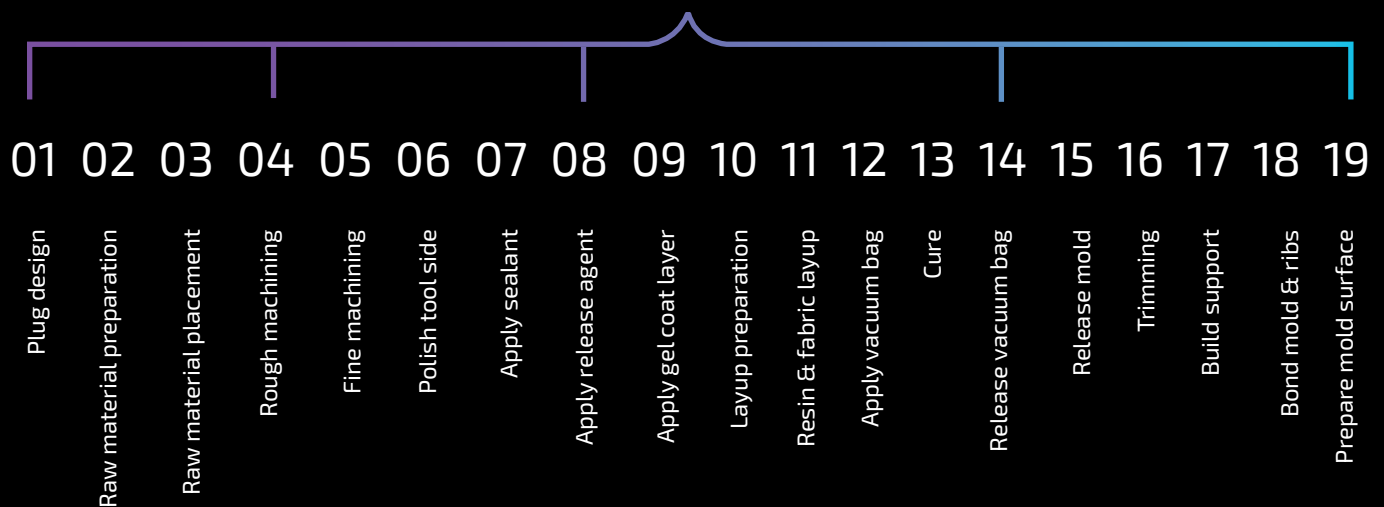 01 02 03 04 05 06 07 08 09 10 11 12 13 14 15 16 17 18 19
Plug design
Raw material preparation
Raw material placement
Rough machining
Fine machining
Polish tool side
Apply sealant
Apply release agent
Apply gel coat layer
Layup preparation
Resin & fabric layup
Apply vacuum bag
Cure
Release vacuum bag
Release mold
Trimming
Build support
Bond mold & ribs
Prepare mold surface